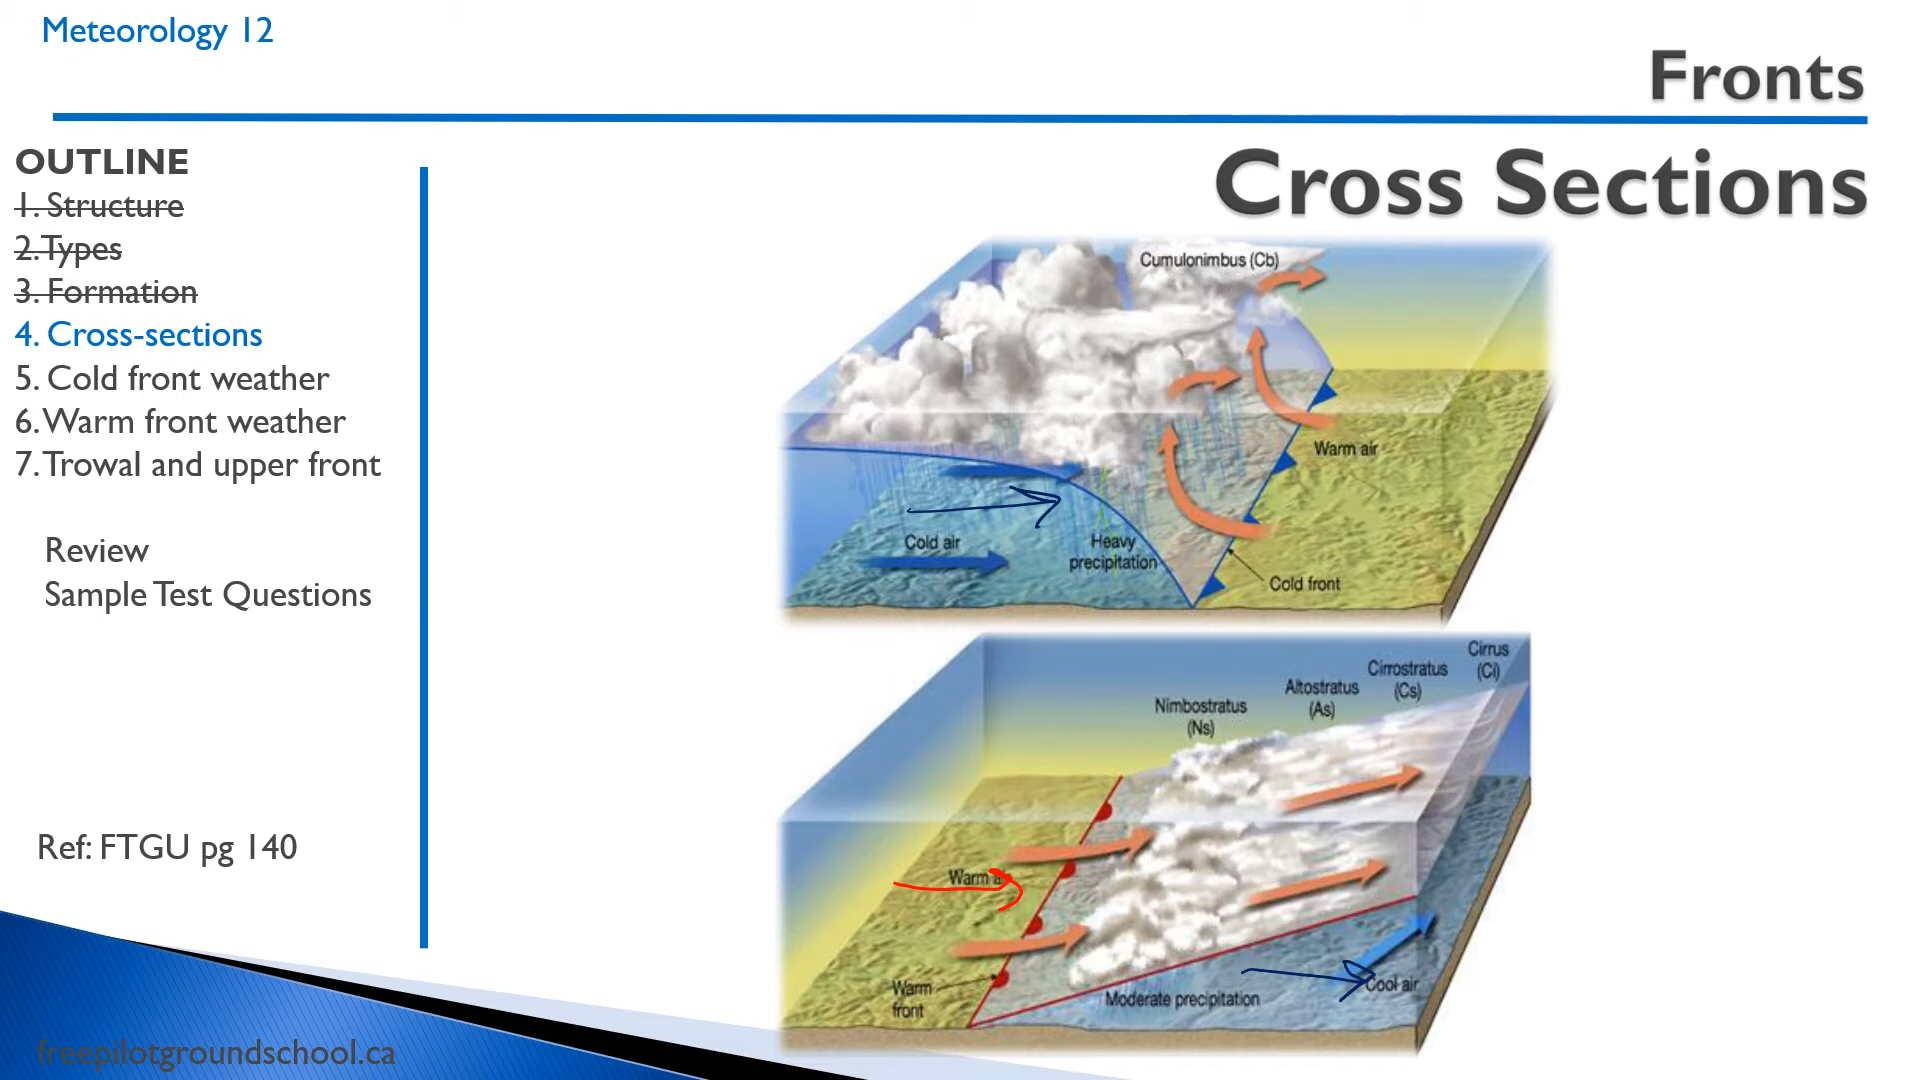 Meteorology 12
Fronts
OUTLINE
1. Structure
2. Types
3. Formation
4. Cross-sections
5. Cold front weather
6. Warm front weather
7. Trowal and upper front
Review
Sample Test Questions
Ref: FTGU pg 140
freepilotgroundschool.ca
Cross Sections
Cumulonimbus (Cb)
Warm air
Cold air
Heavy
precipitation
Cold front
Cirrus
(Ci)
Cirrostratus
(Cs)
Altostratus
(As)
Nimbostratus
(Ns)
Warm air
Warm
front
Moderate precipitation
Cool air